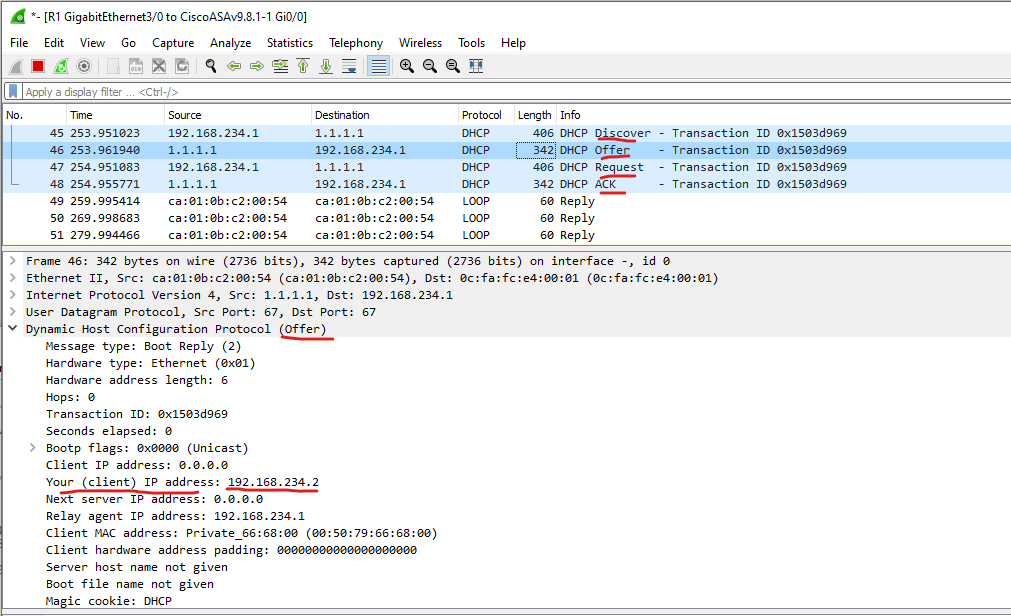 *- [R1 GigabitEthernet3/0 to CiscoASAv9.8.1-1 Gi0/0]
File Edit View Go Capture Analyze Statistics Telephony Wireless Tools Help
Apply a display filter ... <Ctrl-/>
No. Time Source Destination Protocol Length Info
45 253.951023 192.168.234.1 1.1.1.1 DHCP 406 DHCP Discover - Transaction ID 0x1503d969
46 253.961940 1.1.1.1 192.168.234.1 DHCP 342 DHCP Offer - Transaction ID 0x1503d969
47 254.951083 192.168.234.1 1.1.1.1 DHCP 406 DHCP Request - Transaction ID 0x1503d969
48 254.955771 1.1.1.1 192.168.234.1 DHCP 342 DHCP ACK - Transaction ID 0x1503d969
49 259.995414 ca:01:0b:c2:00:54 ca:01:0b:c2:00:54 LOOP 60 Reply
50 269.998683 ca:01:0b:c2:00:54 ca:01:0b:c2:00:54 LOOP 60 Reply
51 279.994466 ca:01:0b:c2:00:54 ca:01:0b:c2:00:54 LOOP 60 Reply
Frame 46: 342 bytes on wire (2736 bits), 342 bytes captured (2736 bits) on interface -, id 0
Ethernet II, Src: ca:01:0b:c2:00:54 (ca:01:0b:c2:00:54), Dst: 0c:fa:fc:e4:00:01 (0c:fa:fc:e4:00:01)
Internet Protocol Version 4, Src: 1.1.1.1, Dst: 192.168.234.1
User Datagram Protocol, Src Port: 67, Dst Port: 67
Dynamic Host Configuration Protocol (Offer)
Message type: Boot Reply (2)
Hardware type: Ethernet (0x01)
Hardware address length: 6
Hops: 0
Transaction ID: 0x1503d969
Seconds elapsed: 0
Bootp flags: 0x0000 (Unicast)
Client IP address: 0.0.0.0
Your (client) IP address: 192.168.234.2
Next server IP address: 0.0.0.0
Relay agent IP address: 192.168.234.1
Client MAC address: Private_66:68:00 (00:50:79:66:68:00)
Client hardware address padding: 00000000000000000000
Server host name not given
Boot file name not given
Magic cookie: DHCP